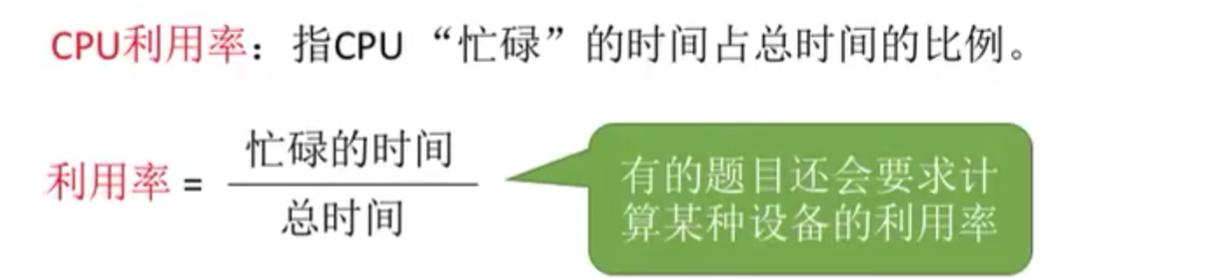 CPU利用率：指CPU “忙碌”的时间占总时间的比例。
利用率 = 忙碌的时间
总时间
有的题目还会要求计
算某种设备的利用率